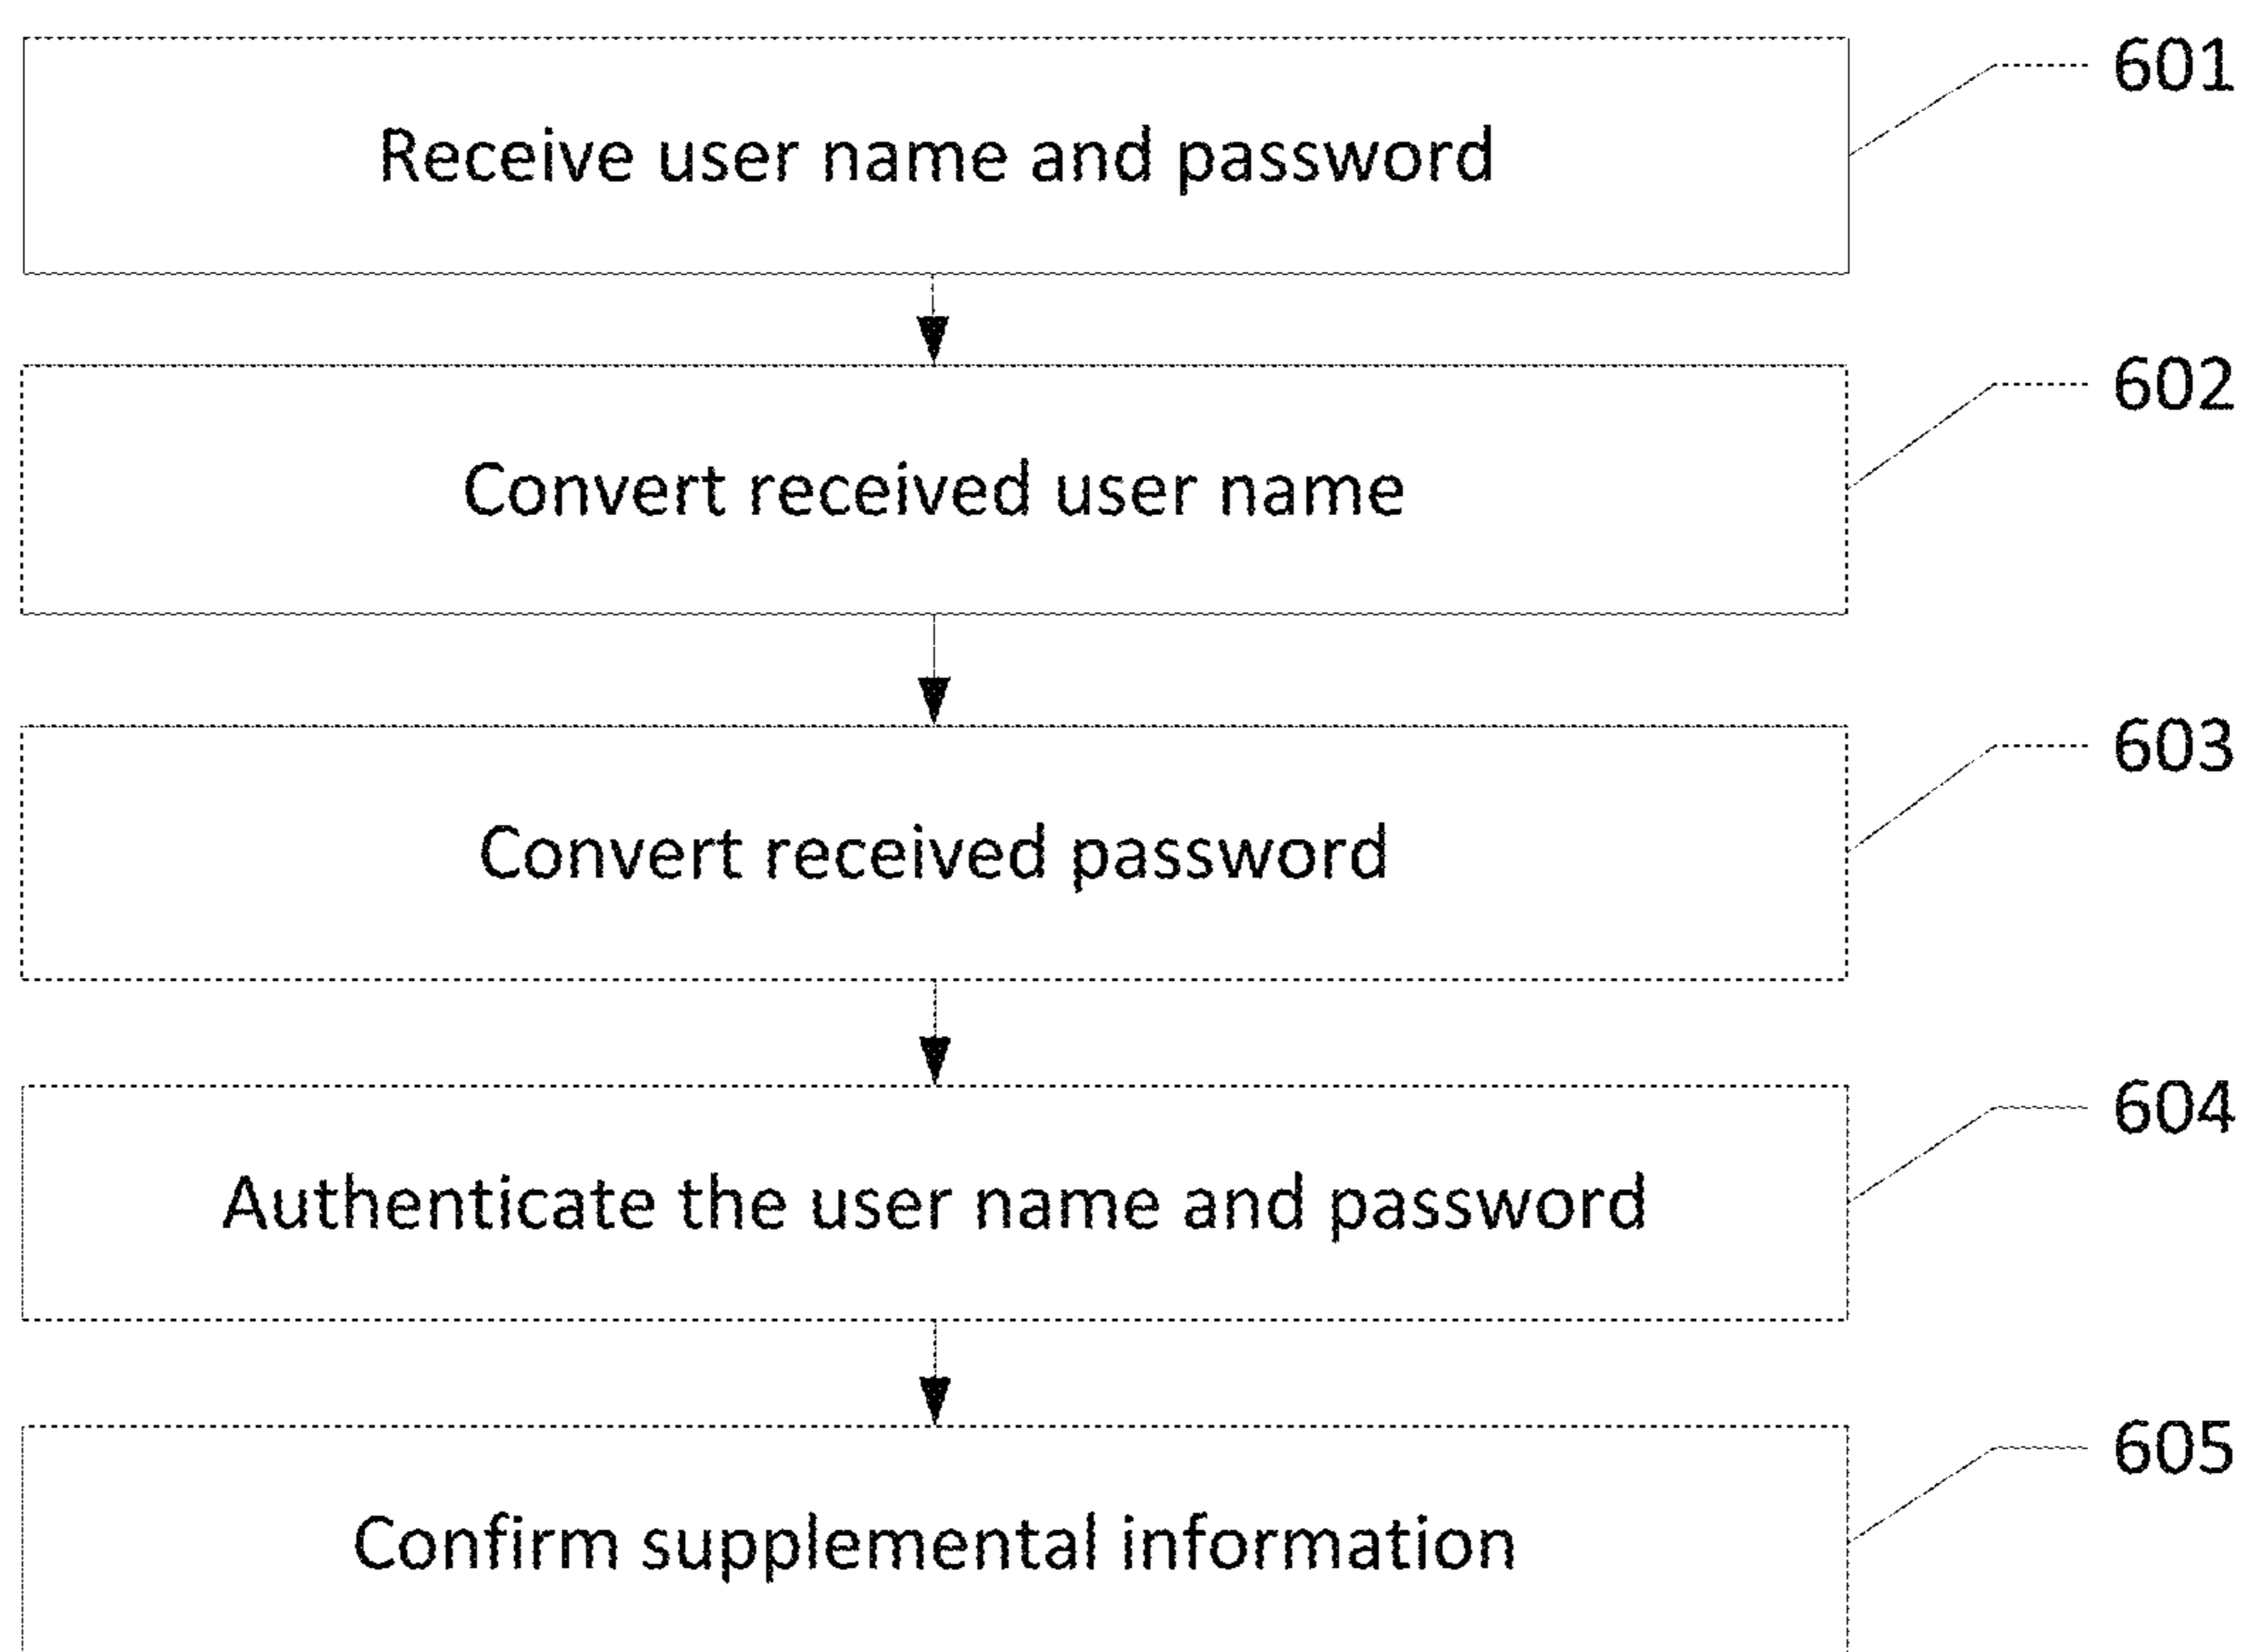 601
Receive user name and password
602
Convert received user name
603
Convert received password
604
Authenticate the user name and password
605
Confirm supplemental information